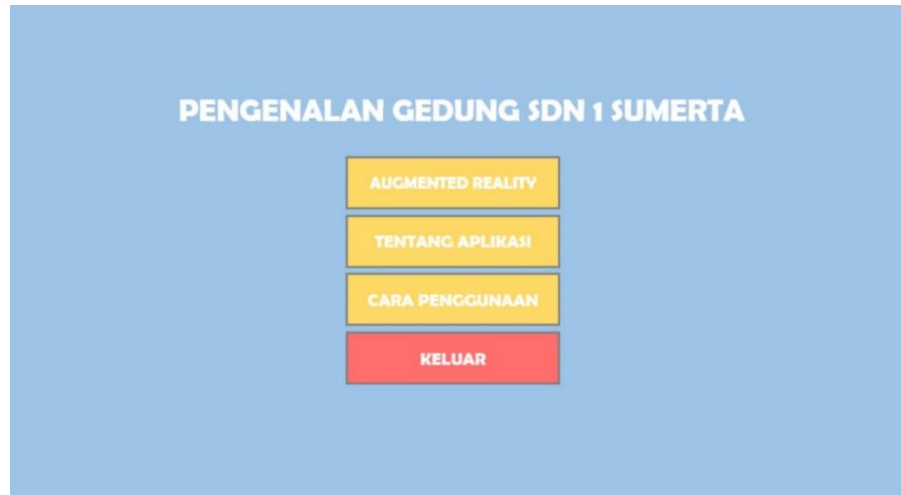 PENGENALAN GEDUNG SDN 1 SUMERTA
AUGMENTED REALITY
TENTANG APLIKASI
CARA PENGGUNAAN
KELUAR